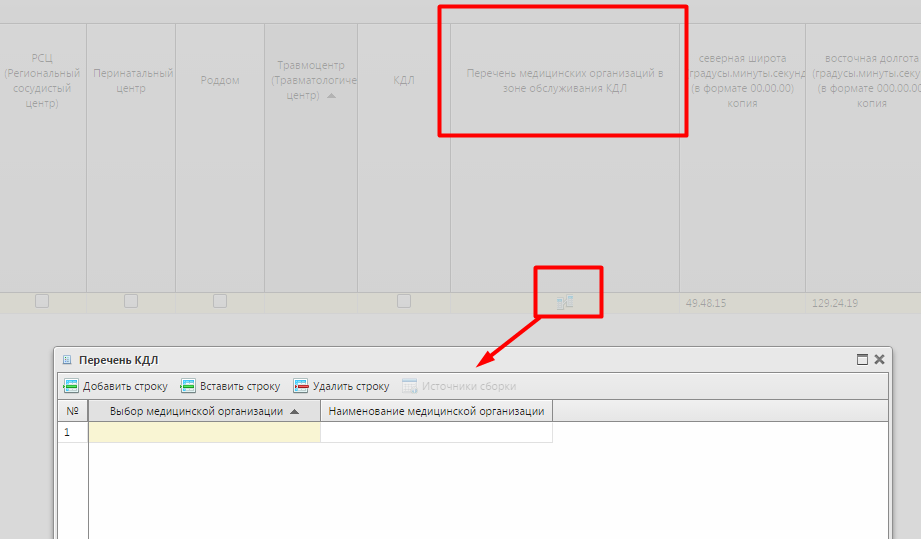 РСЦ
(Региональный
сосудистый
центр)
Перинатальный
центр
Роддом
Травмоцентр
(Травматологиче
центр)
КДЛ
Перечень медицинских организаций в
зоне обслуживания КДЛ
северная широта
градусы.минуты.секунд
(в формате 00.00.00)
копия
восточная долгота
(градусы.минуты.секу
(в формате 000.00.00
копия
49.48.15
129.24.19
Перечень КДЛ
Добавить строку
Вставить строку
Удалить строку
Источники сборки
№
Выбор медицинской организации
Наименование медицинской организации
1